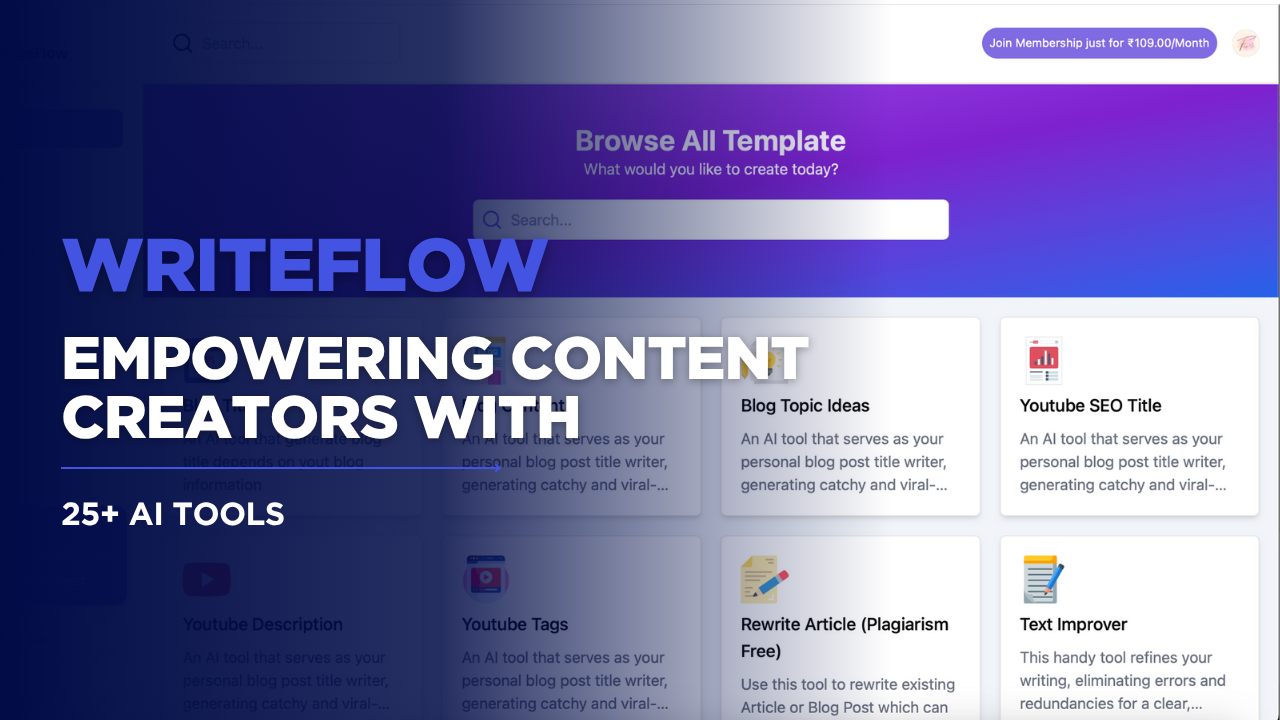 Search...
Join Membership just for ₹109.00/Month
Browse All Template
What would you like to create today?
Search...
WRITEFLOW
EMPOWERING CONTENT
CREATORS WITH
25+ AI TOOLS
An AI tool that generate blog
title depends on yout blog
information
An AI tool that serves as your
personal blog post title writer,
generating catchy and viral-...
Blog Topic Ideas
An AI tool that serves as your
personal blog post title writer,
generating catchy and viral-...
Youtube SEO Title
An AI tool that serves as your
personal blog post title writer,
generating catchy and viral-...
Youtube Description
An AI tool that serves as your
personal blog post title writer,
generating catchy and viral-...
Youtube Tags
An AI tool that serves as your
personal blog post title writer,
generating catchy and viral-...
Rewrite Article (Plagiarism
Free)
Use this tool to rewrite existing
Article or Blog Post which can
Text Improver
This handy tool refines your
writing, eliminating errors and
redundancies for a clear,...